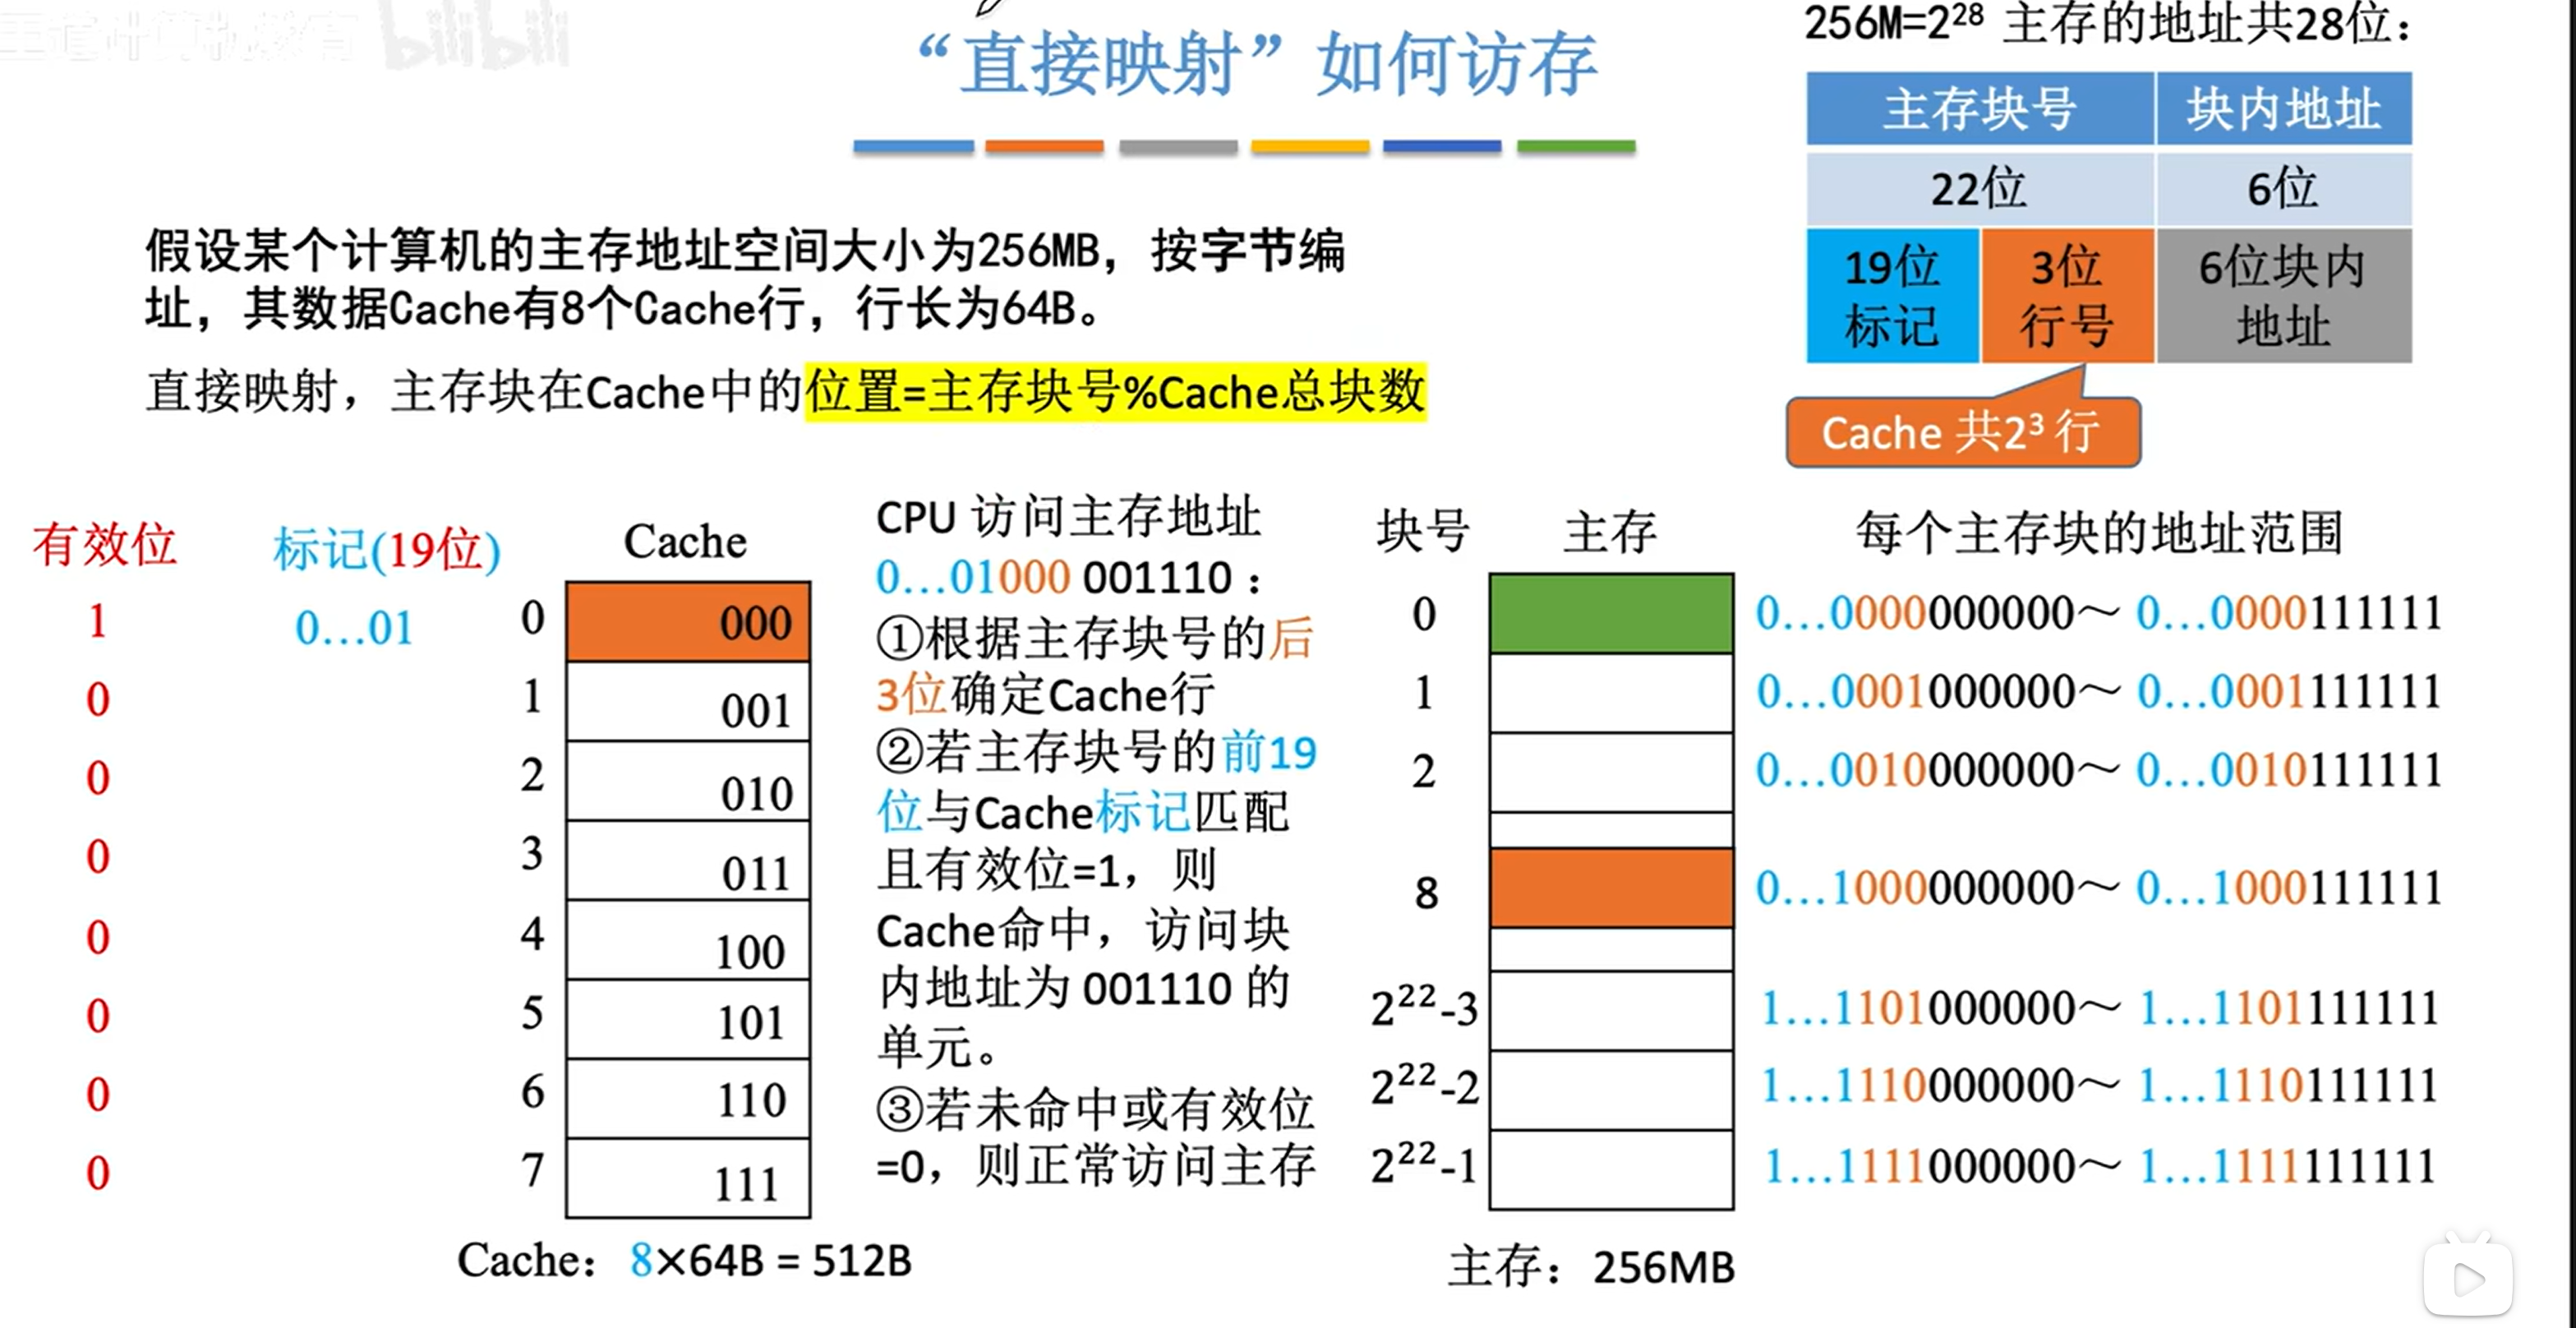 王道计算机教育 bilibili
“直接映射”如何访存
256M=2²⁸ 主存的地址共28位：
主存块号 块内地址
22位 6位
19位 3位 6位块内
标记 行号 地址
Cache 共2³ 行
假设某个计算机的主存地址空间大小为256MB，按字节编
址，其数据Cache有8个Cache行，行长为64B。
直接映射，主存块在Cache中的位置=主存块号%Cache总块数
有效位 标记(19位) Cache
1 0…01 0 000
0 1 001
0 2 010
0 3 011
0 4 100
0 5 101
0 6 110
0 7 111
Cache：8×64B = 512B
CPU 访问主存地址
0…01000 001110：
①根据主存块号的后
3位确定Cache行
②若主存块号的前19
位与Cache标记匹配
且有效位=1，则
Cache命中，访问块
内地址为 001110 的
单元。
③若未命中或有效位
=0，则正常访问主存
块号 主存 每个主存块的地址范围
0 0…0000000000～ 0…0000111111
1 0…0001000000～ 0…0001111111
2 0…0010000000～ 0…0010111111
8 0…1000000000～ 0…1000111111
2²²-3 1…1101000000～ 1…1101111111
2²²-2 1…1110000000～ 1…1110111111
2²²-1 1…1111000000～ 1…1111111111
主存：256MB